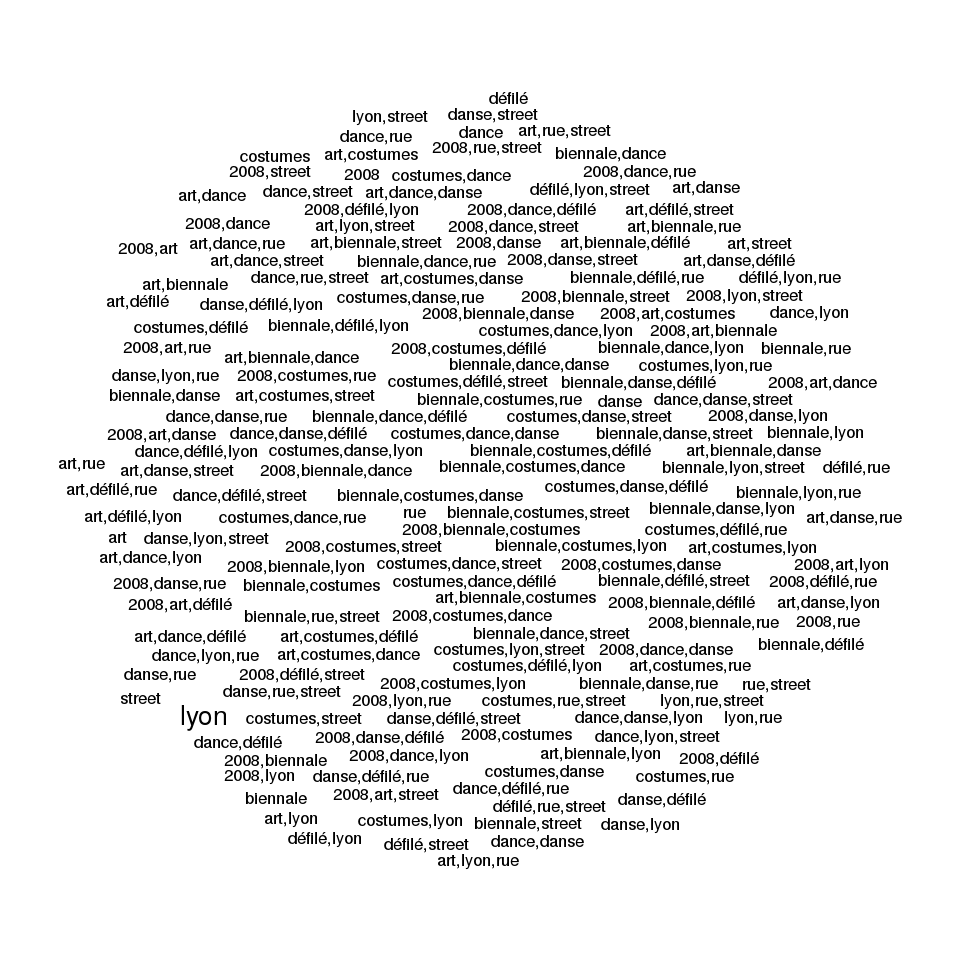 défilé
lyon,street danse,street
dance,rue dance art,rue,street
costumes art,costumes 2008,rue,street biennale,dance
2008,street 2008 costumes,dance 2008,dance,rue
art,dance dance,street art,dance,danse défilé,lyon,street art,danse
2008,défilé,lyon 2008,dance,défilé art,défilé,street
2008,dance art,lyon,street 2008,dance,street art,biennale,rue
2008,art art,dance,rue art,biennale,street 2008,danse art,biennale,défilé art,street
art,dance,street biennale,dance,rue 2008,danse,street art,danse,défilé
art,biennale dance,rue,street art,costumes,danse biennale,défilé,rue défilé,lyon,rue
art,défilé danse,défilé,lyon costumes,danse,rue 2008,biennale,street 2008,lyon,street
2008,biennale,danse 2008,art,costumes dance,lyon
costumes,défilé biennale,défilé,lyon costumes,dance,lyon 2008,art,biennale
2008,art,rue art,biennale,dance 2008,costumes,défilé biennale,dance,lyon biennale,rue
biennale,dance,danse costumes,lyon,rue
danse,lyon,rue 2008,costumes,rue costumes,défilé,street biennale,danse,défilé 2008,art,dance
biennale,danse art,costumes,street biennale,costumes,rue danse dance,danse,street
dance,danse,rue biennale,dance,défilé costumes,danse,street 2008,danse,lyon
2008,art,danse dance,danse,défilé costumes,dance,danse biennale,danse,street biennale,lyon
dance,défilé,lyon costumes,danse,lyon biennale,costumes,défilé art,biennale,danse
art,rue art,danse,street 2008,biennale,dance biennale,costumes,dance biennale,lyon,street défilé,rue
art,défilé,rue dance,défilé,street biennale,costumes,danse costumes,danse,défilé biennale,lyon,rue
art,défilé,lyon costumes,dance,rue rue biennale,costumes,street biennale,danse,lyon art,danse,rue
2008,biennale,costumes costumes,défilé,rue
art danse,lyon,street 2008,costumes,street biennale,costumes,lyon art,costumes,lyon
art,dance,lyon 2008,biennale,lyon costumes,dance,street 2008,costumes,danse 2008,art,lyon
2008,danse,rue biennale,costumes costumes,dance,défilé biennale,défilé,street 2008,défilé,rue
2008,art,défilé art,biennale,costumes 2008,biennale,défilé art,danse,lyon
biennale,rue,street 2008,costumes,dance 2008,biennale,rue 2008,rue
art,dance,défilé art,costumes,défilé biennale,dance,street biennale,défilé
dance,lyon,rue art,costumes,dance costumes,lyon,street 2008,dance,danse
danse,rue 2008,défilé,street costumes,défilé,lyon art,costumes,rue
2008,costumes,lyon biennale,danse,rue rue,street
street danse,rue,street 2008,lyon,rue costumes,rue,street lyon,rue,street
lyon costumes,street danse,défilé,street dance,danse,lyon lyon,rue
dance,défilé 2008,danse,défilé 2008,costumes dance,lyon,street
2008,biennale 2008,dance,lyon art,biennale,lyon 2008,défilé
2008,lyon danse,défilé,rue costumes,danse costumes,rue
biennale 2008,art,street dance,défilé,rue défilé,rue,street danse,défilé
art,lyon costumes,lyon biennale,street danse,lyon
défilé,lyon défilé,street dance,danse
art,lyon,rue